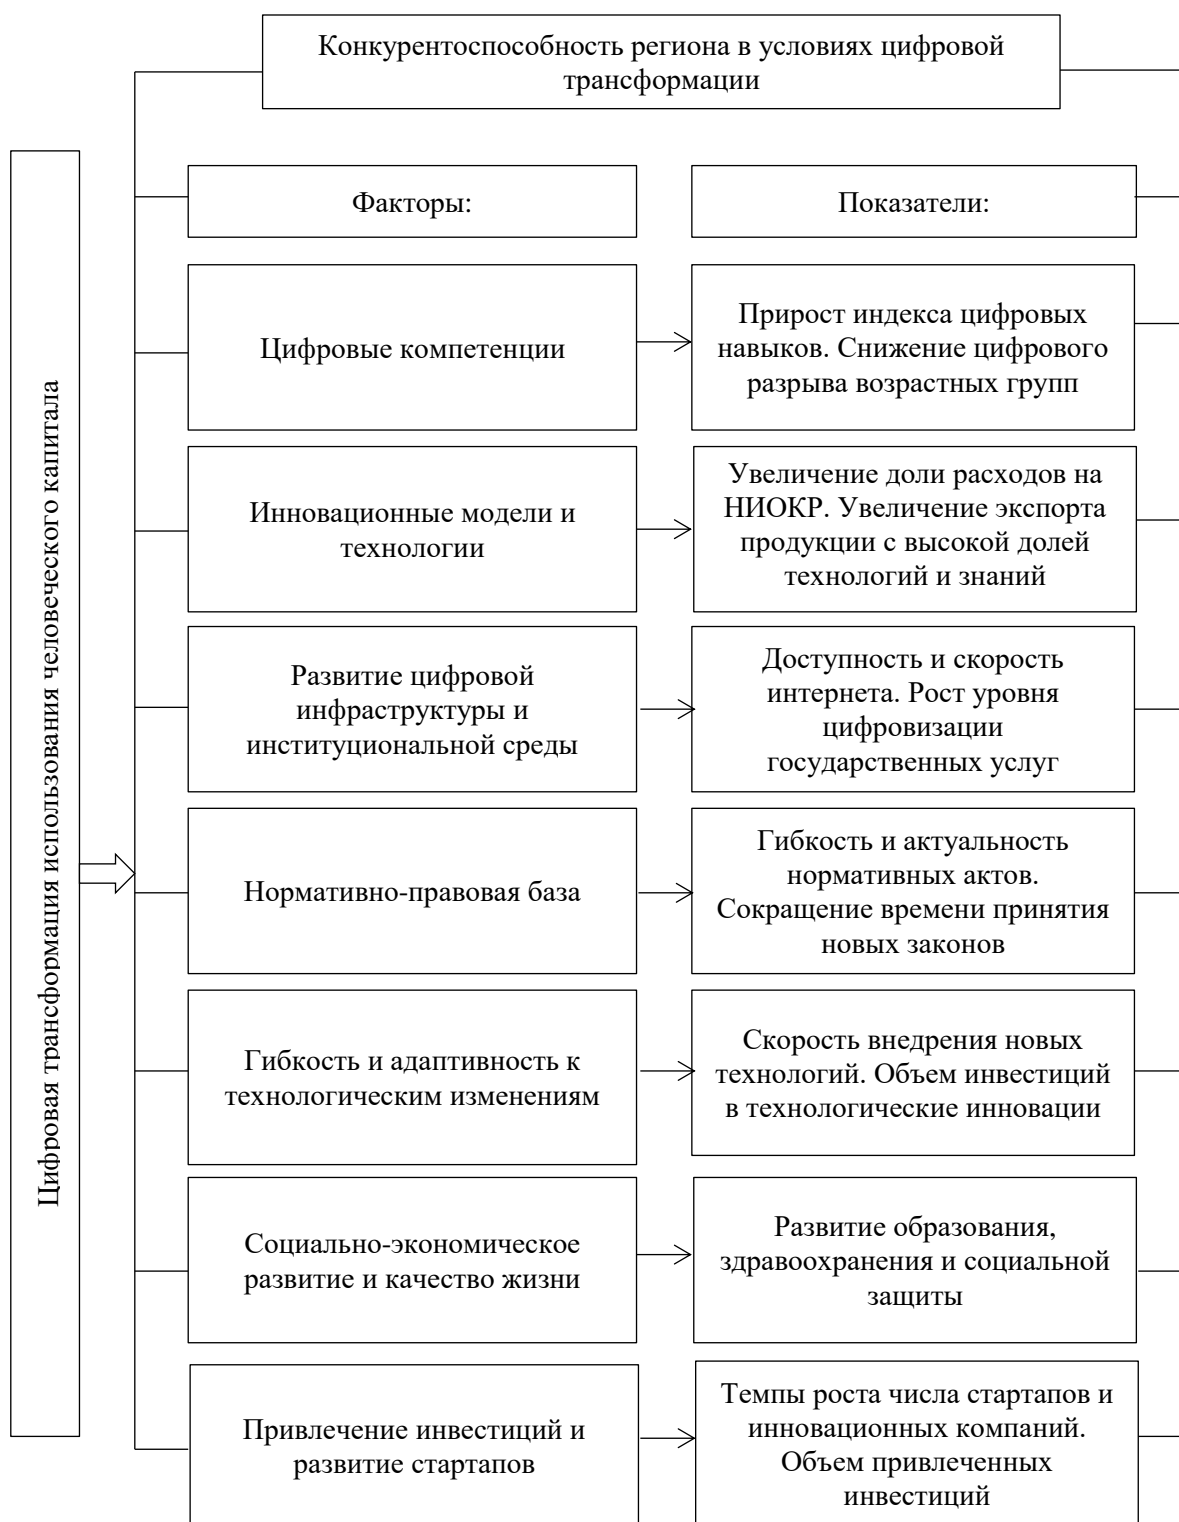 Конкурентоспособность региона в условиях цифровой
трансформации
Цифровая трансформация использования человеческого капитала
Факторы:
Показатели:
Цифровые компетенции
Прирост индекса цифровых
навыков. Снижение цифрового
разрыва возрастных групп
Инновационные модели и
технологии
Увеличение доли расходов на
НИОКР. Увеличение экспорта
продукции с высокой долей
технологий и знаний
Развитие цифровой
инфраструктуры и
институциональной среды
Доступность и скорость
интернета. Рост уровня
цифровизации
государственных услуг
Нормативно-правовая база
Гибкость и актуальность
нормативных актов.
Сокращение времени принятия
новых законов
Гибкость и адаптивность к
технологическим изменениям
Скорость внедрения новых
технологий. Объем инвестиций
в технологические инновации
Социально-экономическое
развитие и качество жизни
Развитие образования,
здравоохранения и социальной
защиты
Привлечение инвестиций и
развитие стартапов
Темпы роста числа стартапов и
инновационных компаний.
Объем привлеченных
инвестиций